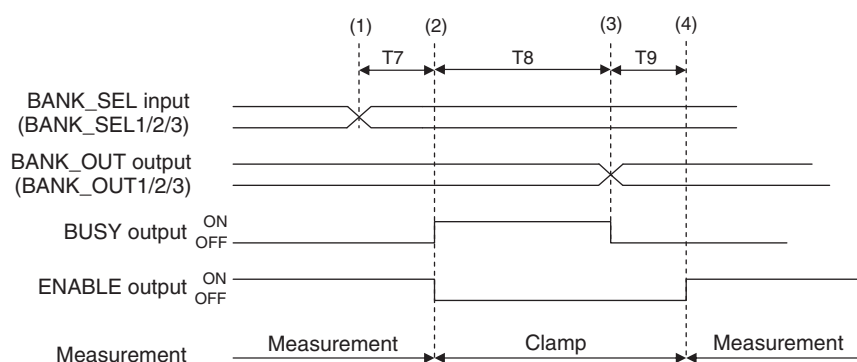 (1) (2) (3) (4)
T7 T8 T9
BANK_SEL input
(BANK_SEL1/2/3)
BANK_OUT output
(BANK_OUT1/2/3)
BUSY output ON
OFF
ENABLE output ON
OFF
Measurement Measurement Clamp Measurement